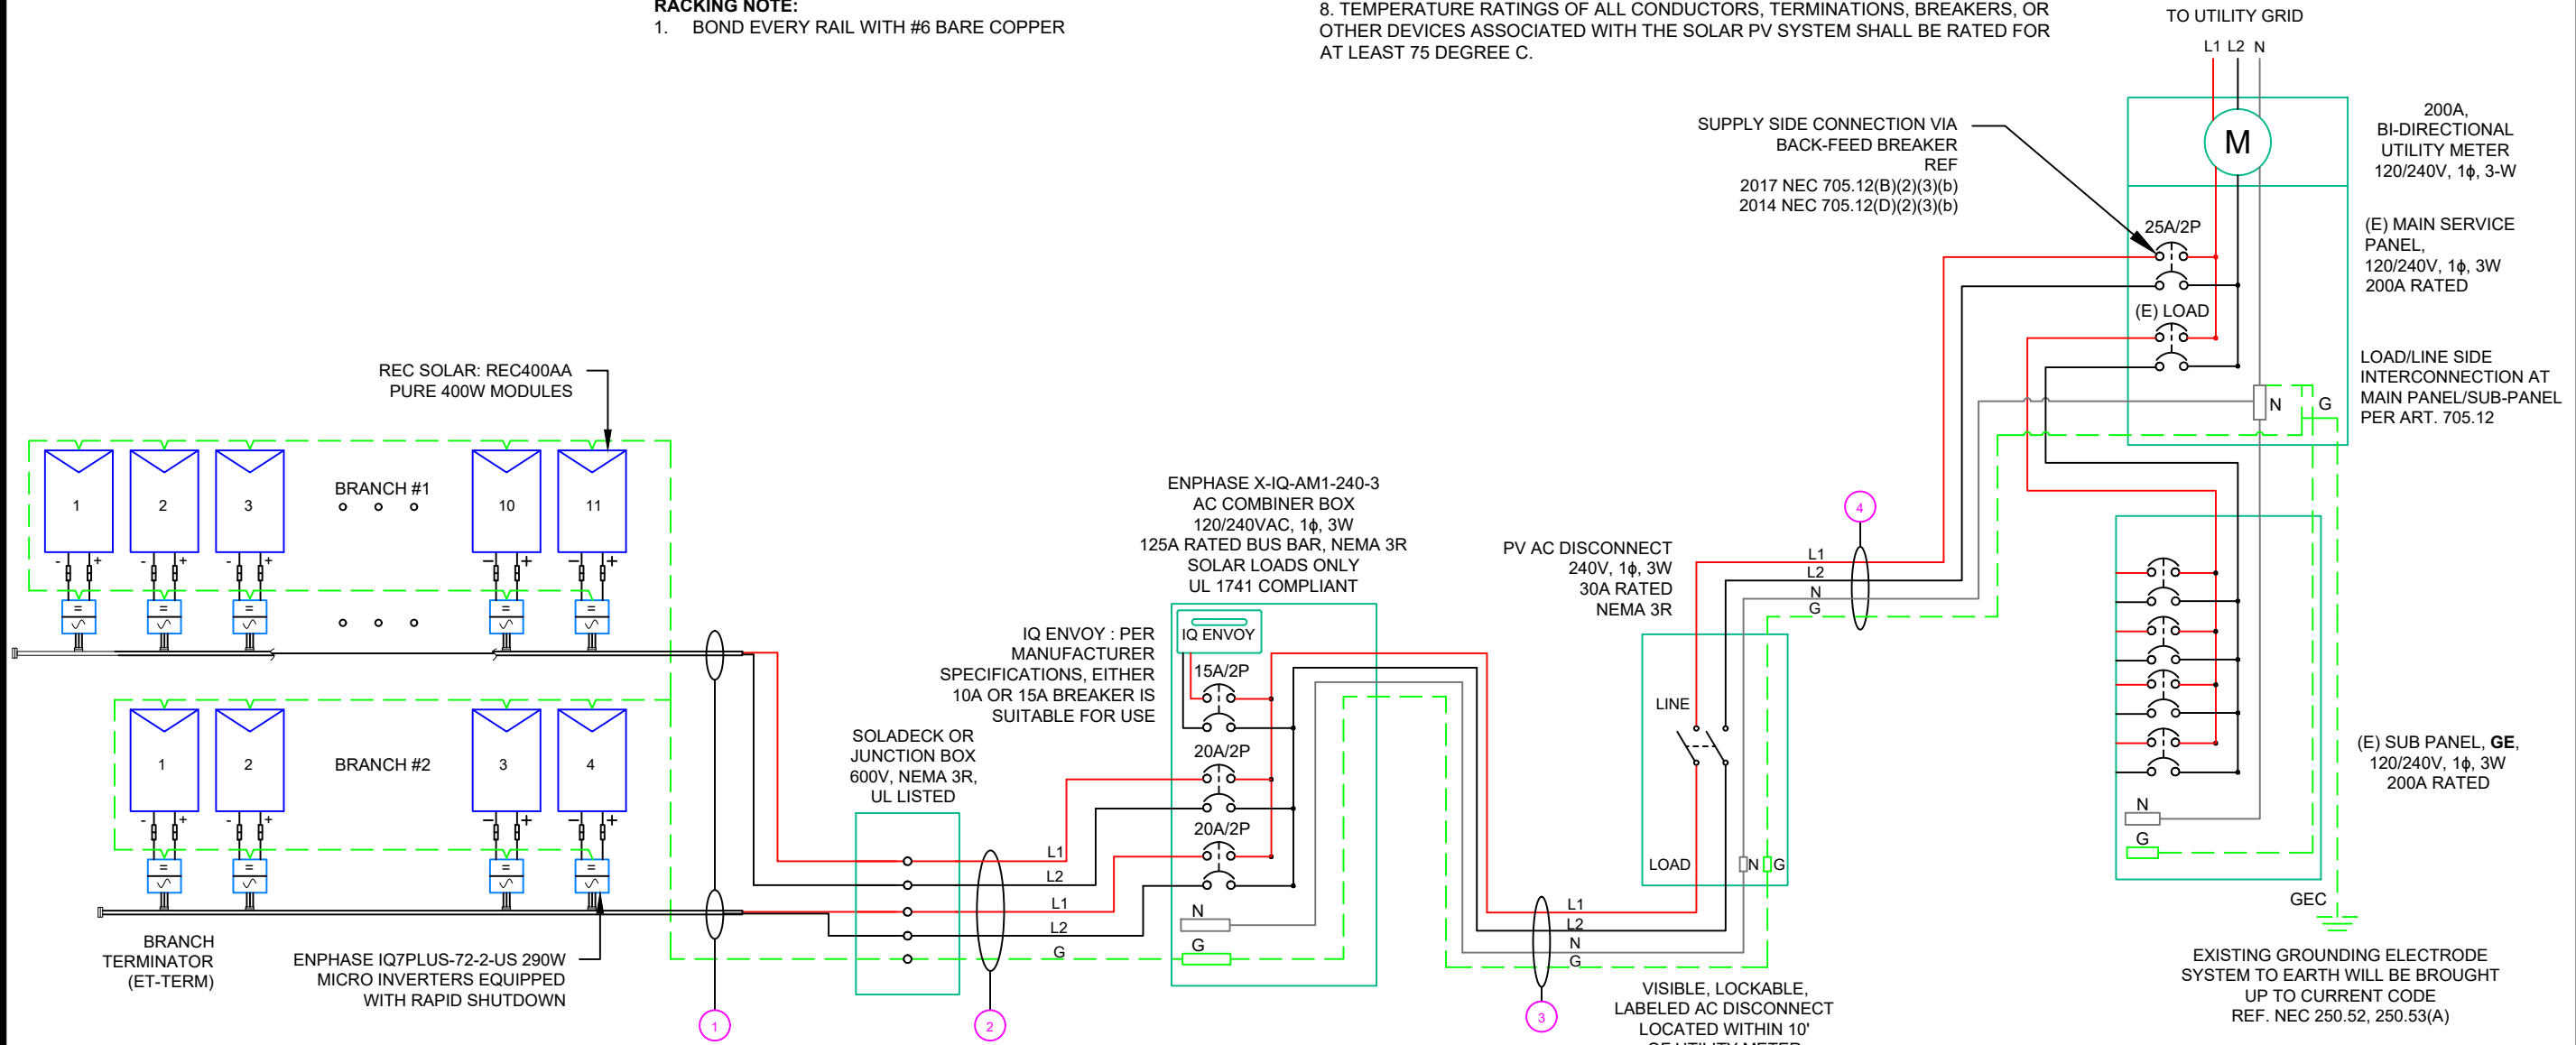 RACKING NOTE:
1. BOND EVERY RAIL WITH #6 BARE COPPER
8. TEMPERATURE RATINGS OF ALL CONDUCTORS, TERMINATIONS, BREAKERS, OR
OTHER DEVICES ASSOCIATED WITH THE SOLAR PV SYSTEM SHALL BE RATED FOR
AT LEAST 75 DEGREE C.
TO UTILITY GRID
L1 L2 N
M
200A,
BI-DIRECTIONAL
UTILITY METER
120/240V, 1ϕ, 3-W
SUPPLY SIDE CONNECTION VIA
BACK-FEED BREAKER
REF
2017 NEC 705.12(B)(2)(3)(b)
2014 NEC 705.12(D)(2)(3)(b)
25A/2P
(E) LOAD
(E) MAIN SERVICE
PANEL,
120/240V, 1ϕ, 3W
200A RATED
LOAD/LINE SIDE
INTERCONNECTION AT
MAIN PANEL/SUB-PANEL
PER ART. 705.12
N G
REC SOLAR: REC400AA
PURE 400W MODULES
1 2 3 BRANCH #1 10 11
- + - + - + - + - +
= = = = =
1 2 BRANCH #2 3 4
- + - + - + - +
= = = =
BRANCH
TERMINATOR
(ET-TERM)
ENPHASE IQ7PLUS-72-2-US 290W
MICRO INVERTERS EQUIPPED
WITH RAPID SHUTDOWN
1
SOLADECK OR
JUNCTION BOX
600V, NEMA 3R,
UL LISTED
L1
L2
L1
L2
G
2
IQ ENVOY : PER
MANUFACTURER
SPECIFICATIONS, EITHER
10A OR 15A BREAKER IS
SUITABLE FOR USE
ENPHASE X-IQ-AM1-240-3
AC COMBINER BOX
120/240VAC, 1ϕ, 3W
125A RATED BUS BAR, NEMA 3R
SOLAR LOADS ONLY
UL 1741 COMPLIANT
IQ ENVOY
15A/2P
20A/2P
20A/2P
N
G
L1
L2
N
G
3
PV AC DISCONNECT
240V, 1ϕ, 3W
30A RATED
NEMA 3R
LINE
LOAD
N G
VISIBLE, LOCKABLE,
LABELED AC DISCONNECT
LOCATED WITHIN 10'
OF UTILITY METER
L1
L2
N
G
4
(E) SUB PANEL, GE,
120/240V, 1ϕ, 3W
200A RATED
N
G
GEC
EXISTING GROUNDING ELECTRODE
SYSTEM TO EARTH WILL BE BROUGHT
UP TO CURRENT CODE
REF. NEC 250.52, 250.53(A)